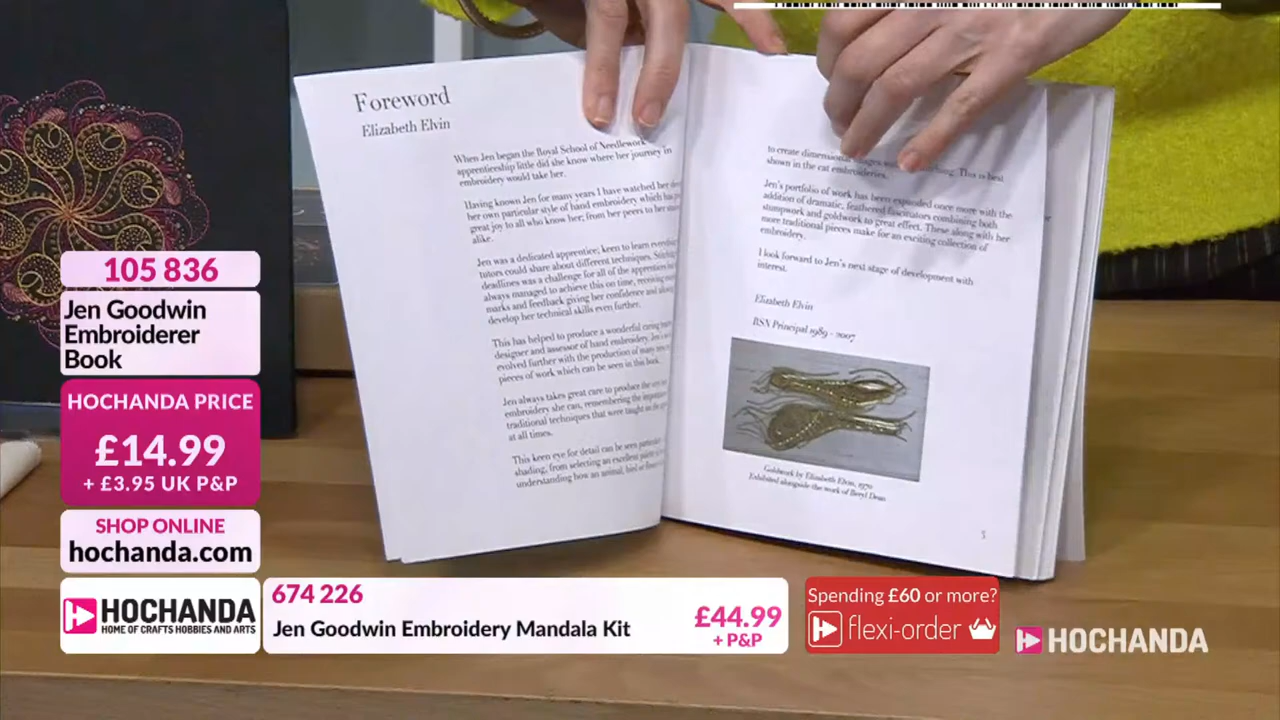 Foreword
Elizabeth Elvin
When Jen began the Royal School of Needlework
apprenticeship little did she know where her journey in
embroidery would take her.
Having known Jen for many years I have watched her
her own particular style of hand embroidery which has
great joy to all who know her; from her peers to her
alike.
Jen was a dedicated apprentice; keen to learn
tutors could share about different techniques.
deadlines was a challenge for all of the
always managed to achieve this on time,
marks and feedback giving her confidence and
develop her technical skills even further.
This has helped to produce a wonderful caring
designer and assessor of hand embroidery.
evolved further with the production of many
pieces of work which can be seen in this book.
Jen always takes great care to produce the
embroidery she can, remembering the
traditional techniques that were taught
at all times.
This keen eye for detail can be seen
shading, from selecting an excellent
understanding how an animal, bird or
to create dimensional This is best
shown in the cat embroideries.
Jen's portfolio of work has been expanded once more with the
addition of dramatic, feathered fascinators combining both
stumpwork and goldwork to great effect. These along with her
more traditional pieces make for an exciting collection of
embroidery.
I look forward to Jen's next stage of development with
interest.
Elizabeth Elvin
RSN Principal 1989 - 2007
Goldwork by Elizabeth Elvin, 1970
Exhibited alongside the work of Beryl Dean
5
105 836
Jen Goodwin
Embroiderer
Book
HOCHANDA PRICE
£14.99
+ £3.95 UK P&P
SHOP ONLINE
hochanda.com
HOCHANDA
HOME OF CRAFTS HOBBIES AND ARTS
674 226
Jen Goodwin Embroidery Mandala Kit
£44.99
+ P&P
Spending £60 or more?
flexi-order
HOCHANDA